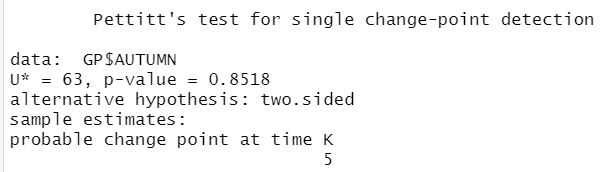 Pettitt's test for single change-point detection
data: GP$AUTUMN
U* = 63, p-value = 0.8518
alternative hypothesis: two.sided
sample estimates:
probable change point at time K
5